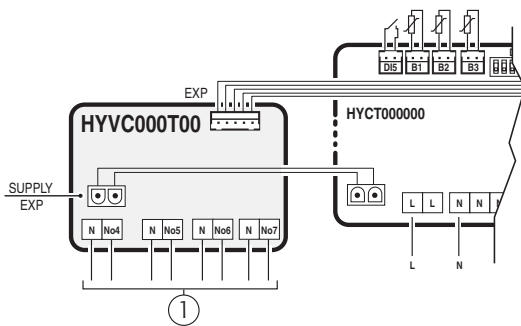 DI5 B1 B2 B3
EXP
HYVC000T00
HYCT000000
SUPPLY
EXP
L L N N
N No4 N No5 N No6 N No7
L N
1